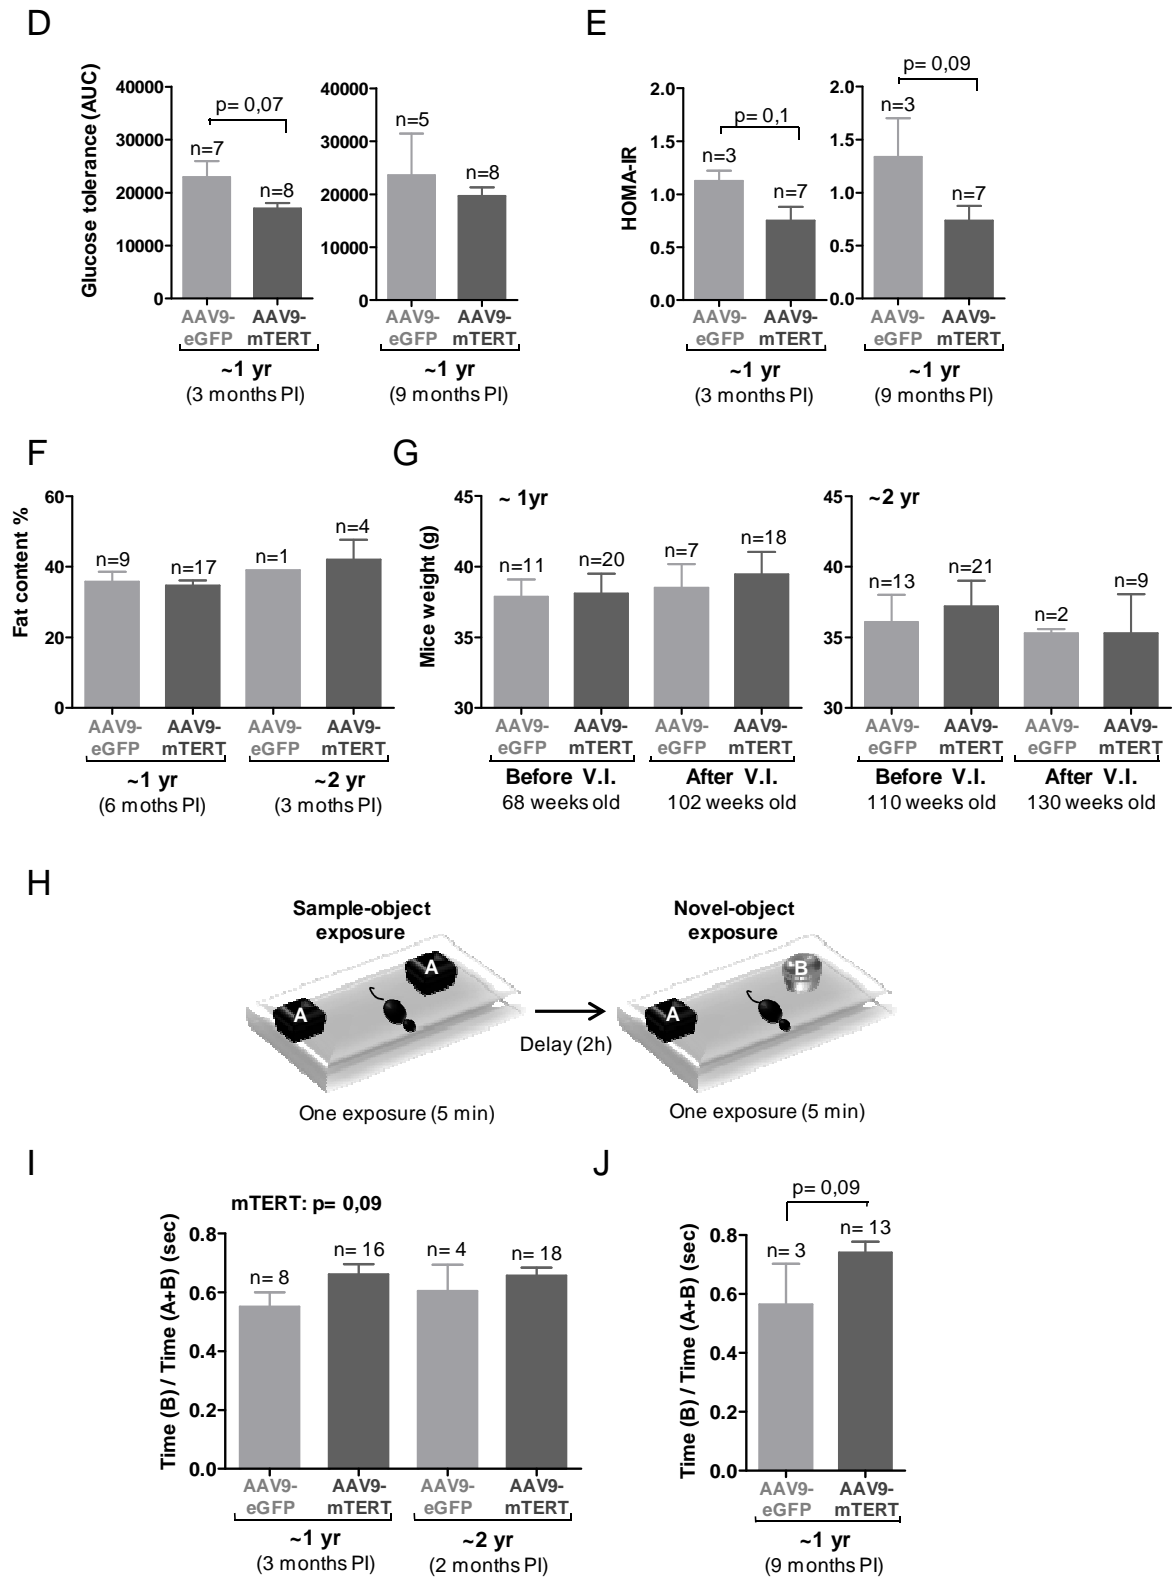 D
Glucose tolerance (AUC)
40000
30000
20000
10000
0
p= 0,07
n=7
n=8
AAV9-
eGFP
AAV9-
mTERT
~1 yr
(3 months PI)
40000
30000
20000
10000
0
n=5
n=8
AAV9-
eGFP
AAV9-
mTERT
~1 yr
(9 months PI)
E
HOMA-IR
2.0
1.5
1.0
0.5
0.0
p= 0,1
n=3
n=7
AAV9-
eGFP
AAV9-
mTERT
~1 yr
(3 months PI)
2.0
1.5
1.0
0.5
0.0
p= 0,09
n=3
n=7
AAV9-
eGFP
AAV9-
mTERT
~1 yr
(9 months PI)
F
Fat content %
60
40
20
0
n=9
n=17
n=1
n=4
AAV9-
eGFP
AAV9-
mTERT
AAV9-
eGFP
AAV9-
mTERT
~1 yr
(6 moths PI)
~2 yr
(3 moths PI)
G
Mice weight (g)
45
40
35
30
~ 1yr
n=11
n=20
n=7
n=18
AAV9-
eGFP
AAV9-
mTERT
AAV9-
eGFP
AAV9-
mTERT
Before V.I.
68 weeks old
After V.I.
102 weeks old
45
40
35
30
~2 yr
n=13
n=21
n=2
n=9
AAV9-
eGFP
AAV9-
mTERT
AAV9-
eGFP
AAV9-
mTERT
Before V.I.
110 weeks old
After V.I.
130 weeks old
H
Sample-object
exposure
A
A
One exposure (5 min)
Delay (2h)
Novel-object
exposure
B
A
One exposure (5 min)
I
mTERT: p= 0,09
Time (B) / Time (A+B) (sec)
0.8
0.6
0.4
0.2
0.0
n= 8
n= 16
n= 4
n= 18
AAV9-
eGFP
AAV9-
mTERT
AAV9-
eGFP
AAV9-
mTERT
~1 yr
(3 months PI)
~2 yr
(2 months PI)
J
Time (B) / Time (A+B) (sec)
0.8
0.6
0.4
0.2
0.0
p= 0,09
n= 3
n= 13
AAV9-
eGFP
AAV9-
mTERT
~1 yr
(9 months PI)